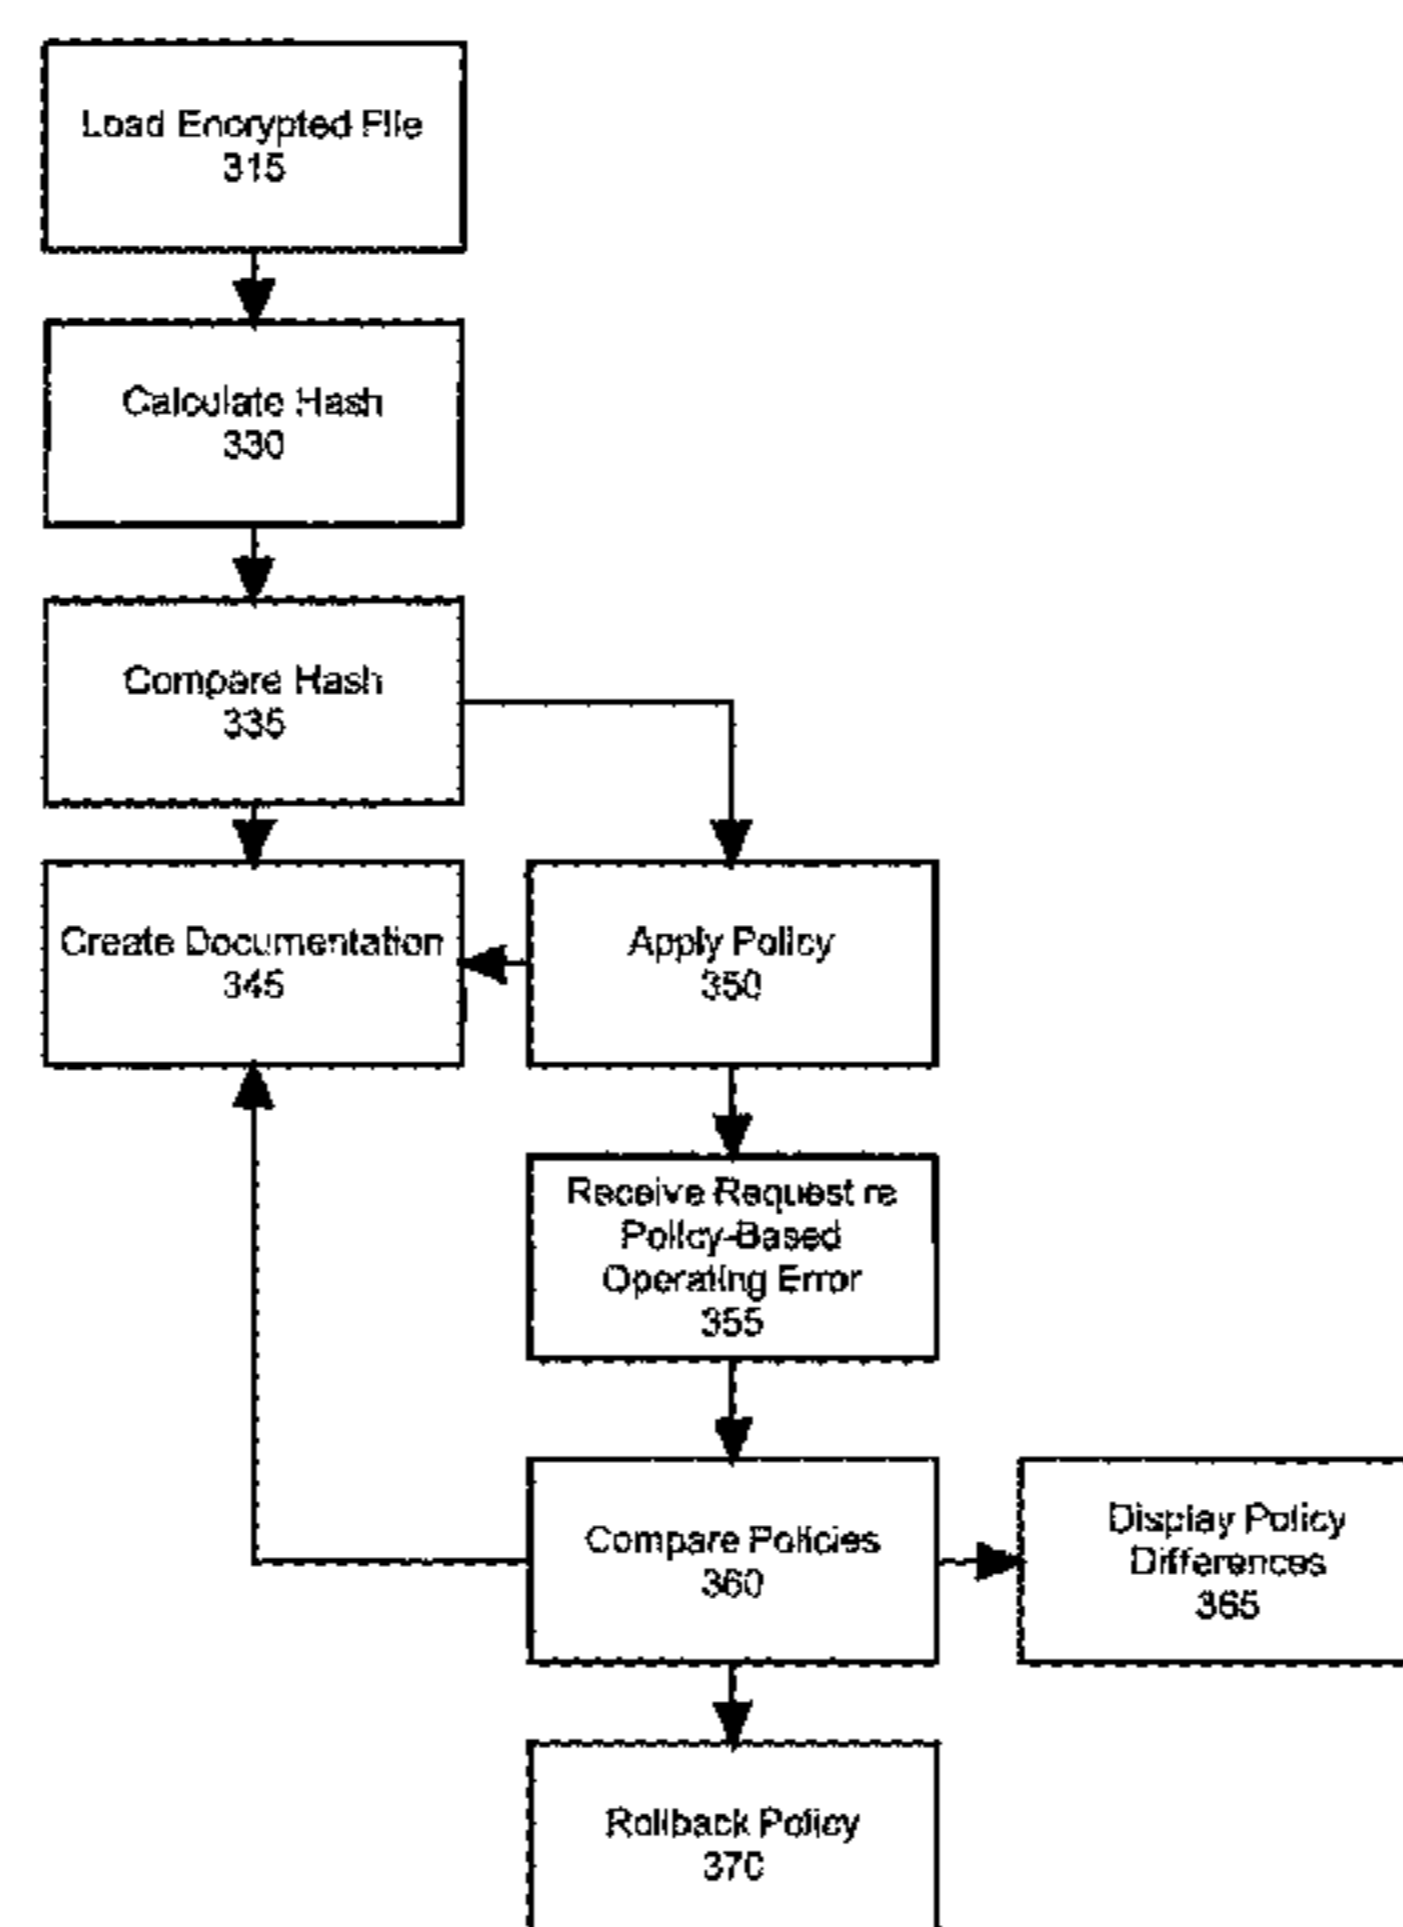 Load Encrypted File
315
Calculate Hash
330
Compare Hash
335
Create Documentation
345
Apply Policy
350
Receive Request re
Policy-Based
Operating Error
355
Compare Policies
360
Display Policy
Differences
365
Rollback Policy
370